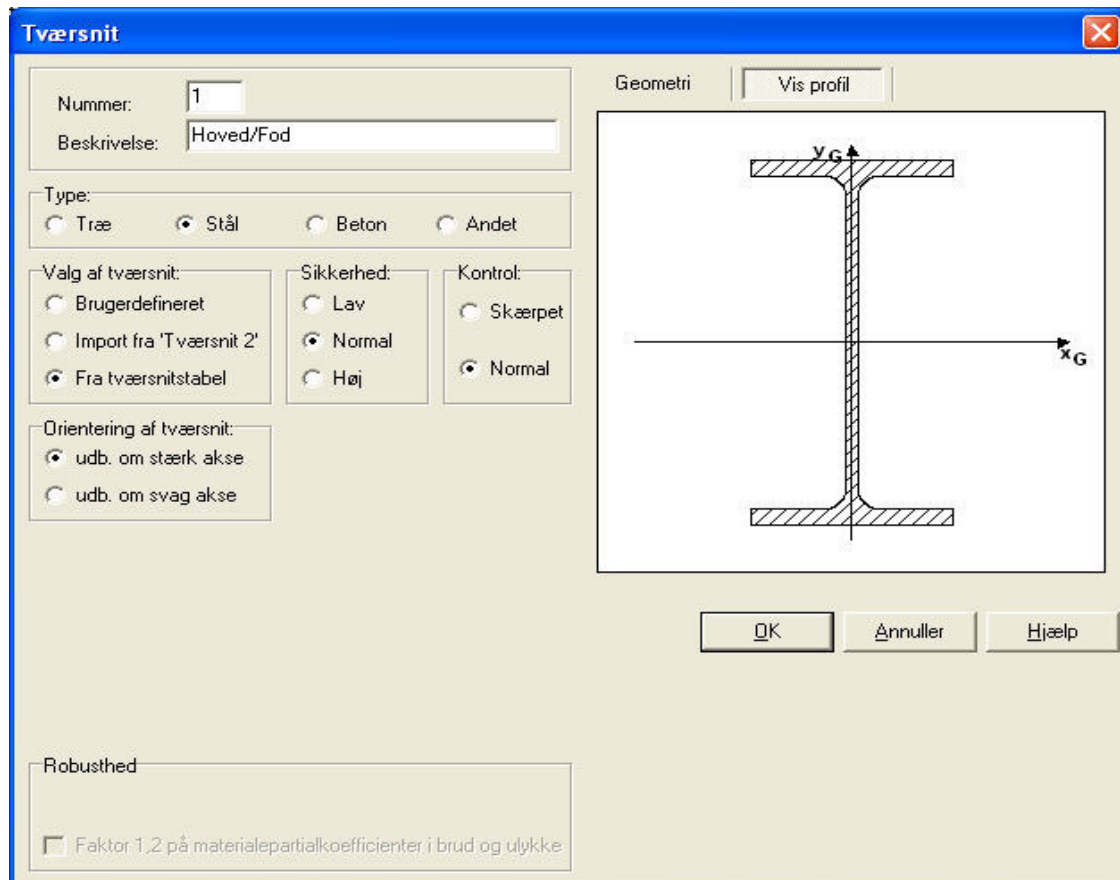 Tværsnit
Nummer: 1
Beskrivelse: Hoved/Fod
Type:
Træ Stål Beton Andet
Valg af tværsnit:
Brugerdefineret
Import fra 'Tværsnit 2'
Fra tværsnitstabel
Sikkerhed:
Lav
Normal
Høj
Kontrol:
Skærpet
Normal
Orientering af tværsnit:
udb. om stærk akse
udb. om svag akse
Geometri Vis profil
yG
xG
OK Annuller Hjælp
Robusthed
Faktor 1,2 på materialepartialkoefficienter i brud og ulykke